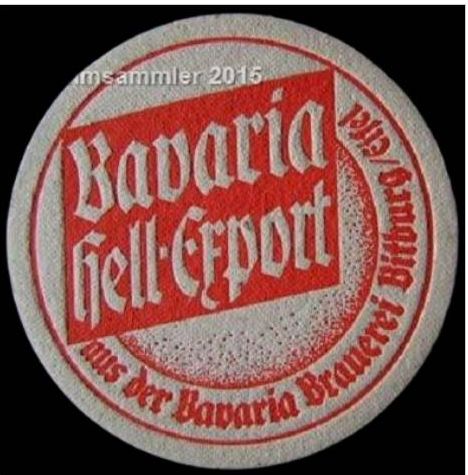 msammler 2015
Bavaria
Hell-Export
aus der Bavaria Brauerei Bitburg/Eifel